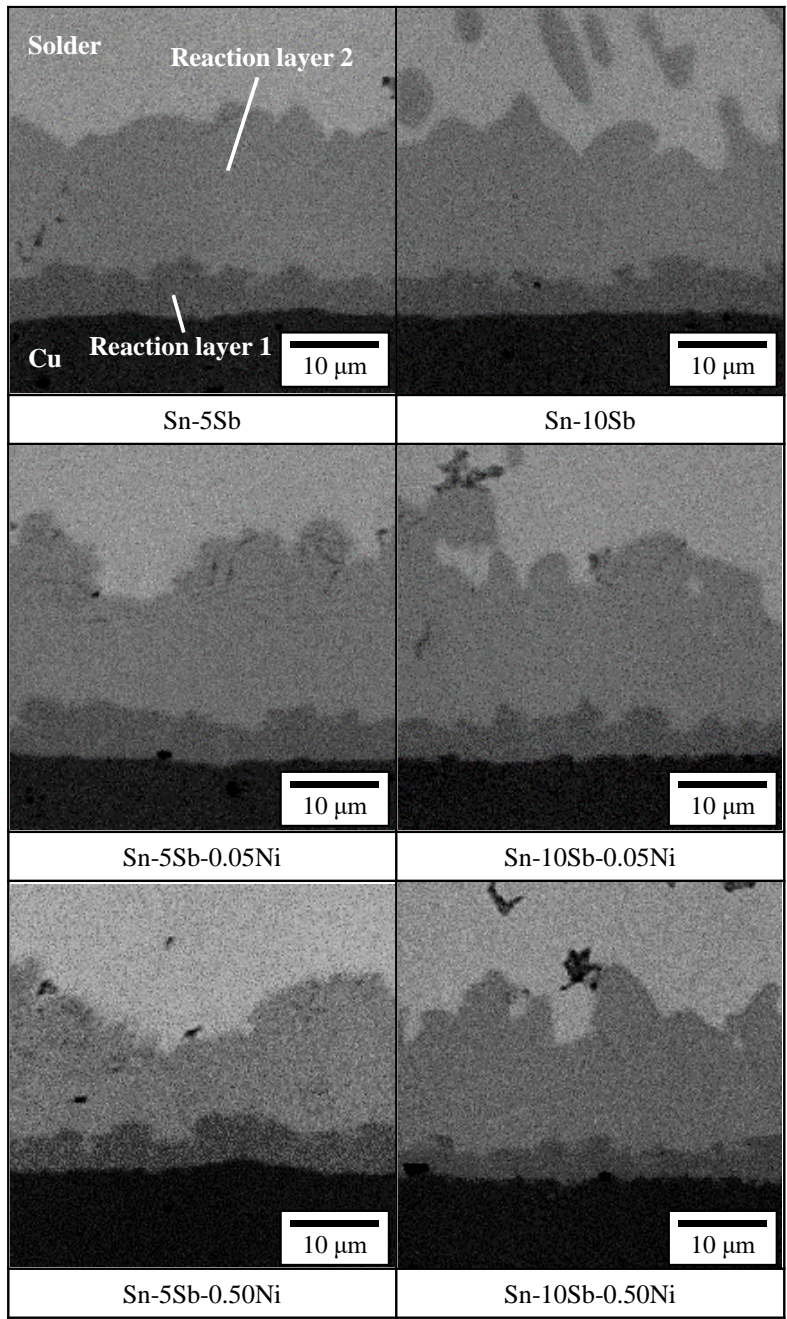 Solder
Reaction layer 2
Reaction layer 1
Cu
10 μm
10 μm
Sn-5Sb
Sn-10Sb
10 μm
10 μm
Sn-5Sb-0.05Ni
Sn-10Sb-0.05Ni
10 μm
10 μm
Sn-5Sb-0.50Ni
Sn-10Sb-0.50Ni